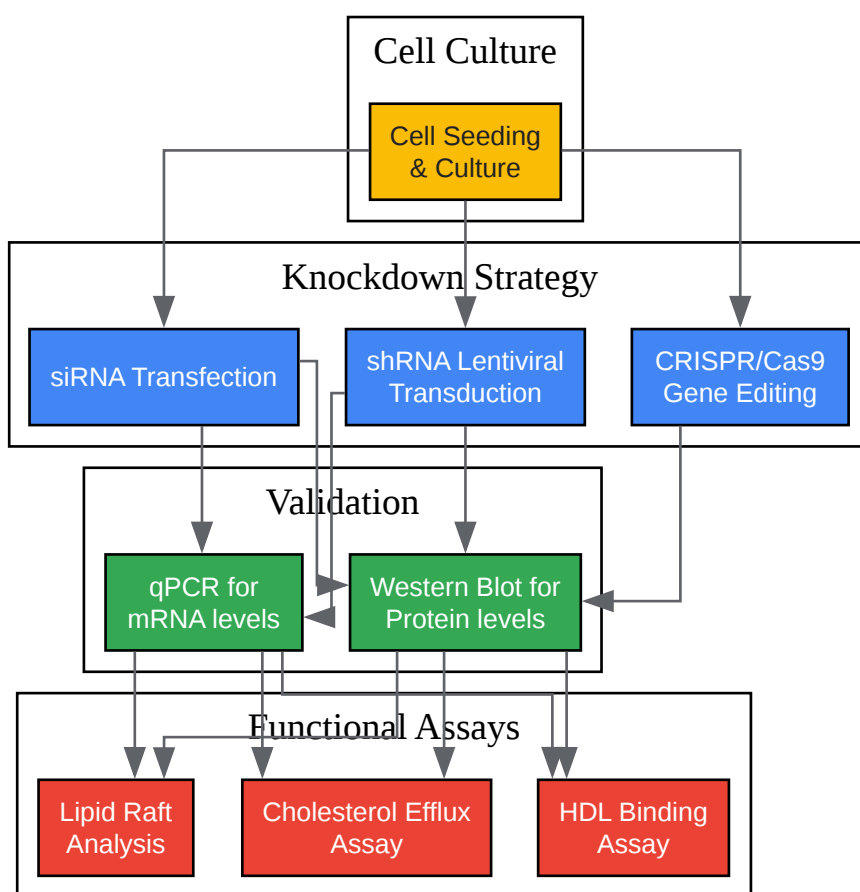 Cell Culture
Cell Seeding
& Culture
Knockdown Strategy
siRNA Transfection
shRNA Lentiviral
Transduction
CRISPR/Cas9
Gene Editing
Validation
qPCR for
mRNA levels
Western Blot for
Protein levels
Functional Assays
Lipid Raft
Analysis
Cholesterol Efflux
Assay
HDL Binding
Assay